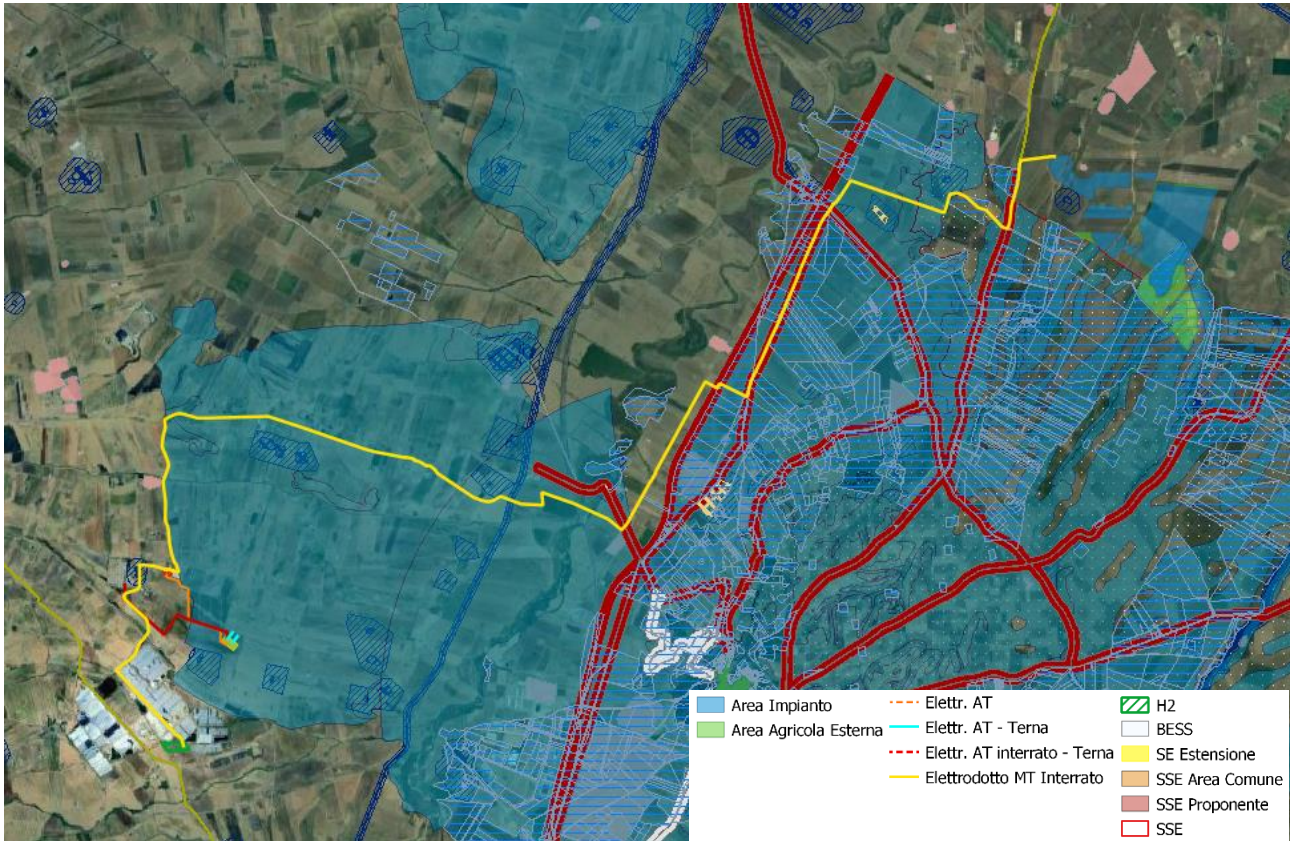 Area Impianto
Area Agricola Esterna
Elettr. AT
Elettr. AT - Terna
Elettr. AT interrato - Terna
Elettrodotto MT Interrato
H2
BESS
SE Estensione
SSE Area Comune
SSE Proponente
SSE